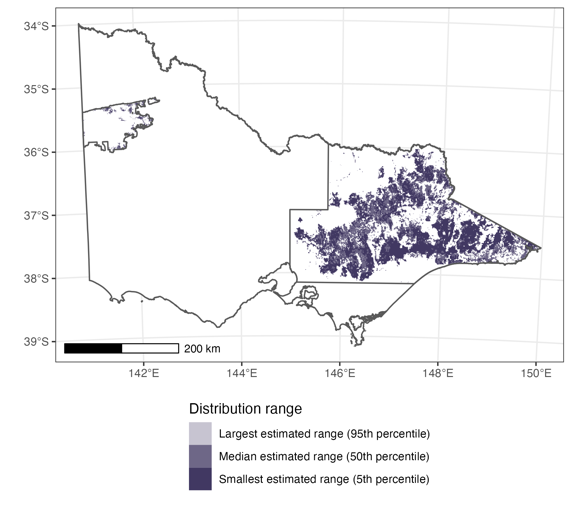 34°S
35°S
36°S
37°S
38°S
39°S
200 km
142°E
144°E
146°E
148°E
150°E
Distribution range
Largest estimated range (95th percentile)
Median estimated range (50th percentile)
Smallest estimated range (5th percentile)